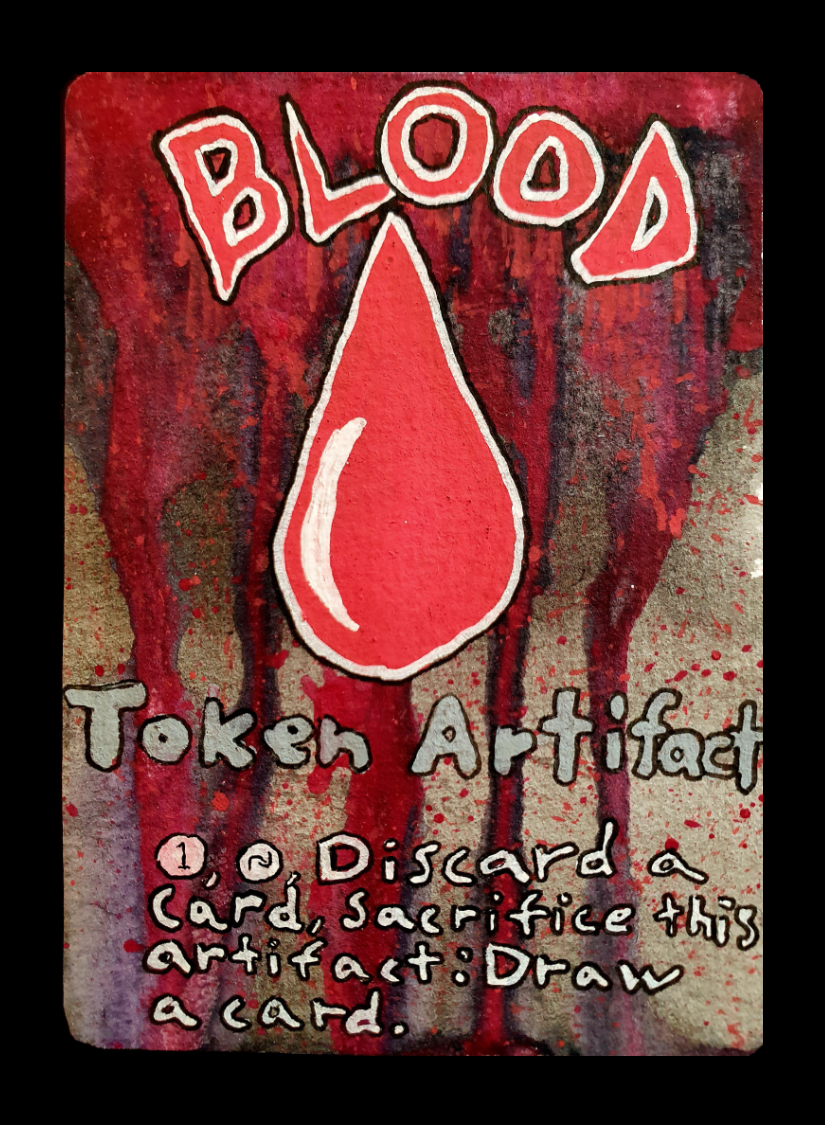 BLOOD
Token Artifact
1, , Discard a
card, sacrifice this
artifact: Draw
a card.